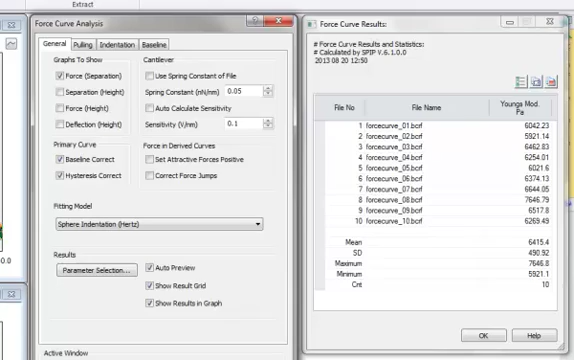 Extract
Force Curve Analysis
General Pulling Indentation Baseline
Graphs To Show
Force (Separation)
Separation (Height)
Force (Height)
Deflection (Height)
Cantilever
Use Spring Constant of File
Spring Constant (nN/nm) 0.05
Auto Calculate Sensitivity
Sensitivity (V/nm) 0.1
Primary Curve
Baseline Correct
Hysteresis Correct
Force in Derived Curves
Set Attractive Forces Positive
Correct Force Jumps
Fitting Model
Sphere Indentation (Hertz)
Results
Parameter Selection...
Auto Preview
Show Result Grid
Show Results in Graph
Active Window
0.0
Force Curve Results:
# Force Curve Results and Statistics:
# Calculated by SPIP V.6.1.0.0
2013 08 20 12:50
File No File Name Youngs Mod.
Pa
1 forcecurve_01.bcrf 6042.23
2 forcecurve_02.bcrf 5921.14
3 forcecurve_03.bcrf 6462.83
4 forcecurve_04.bcrf 6254.01
5 forcecurve_05.bcrf 6021.6
6 forcecurve_06.bcrf 6374.13
7 forcecurve_07.bcrf 6644.05
8 forcecurve_08.bcrf 7646.79
9 forcecurve_09.bcrf 6517.8
10 forcecurve_10.bcrf 6269.49
Mean 6415.4
SD 490.92
Maximum 7646.8
Minimum 5921.1
Cnt 10
OK Help